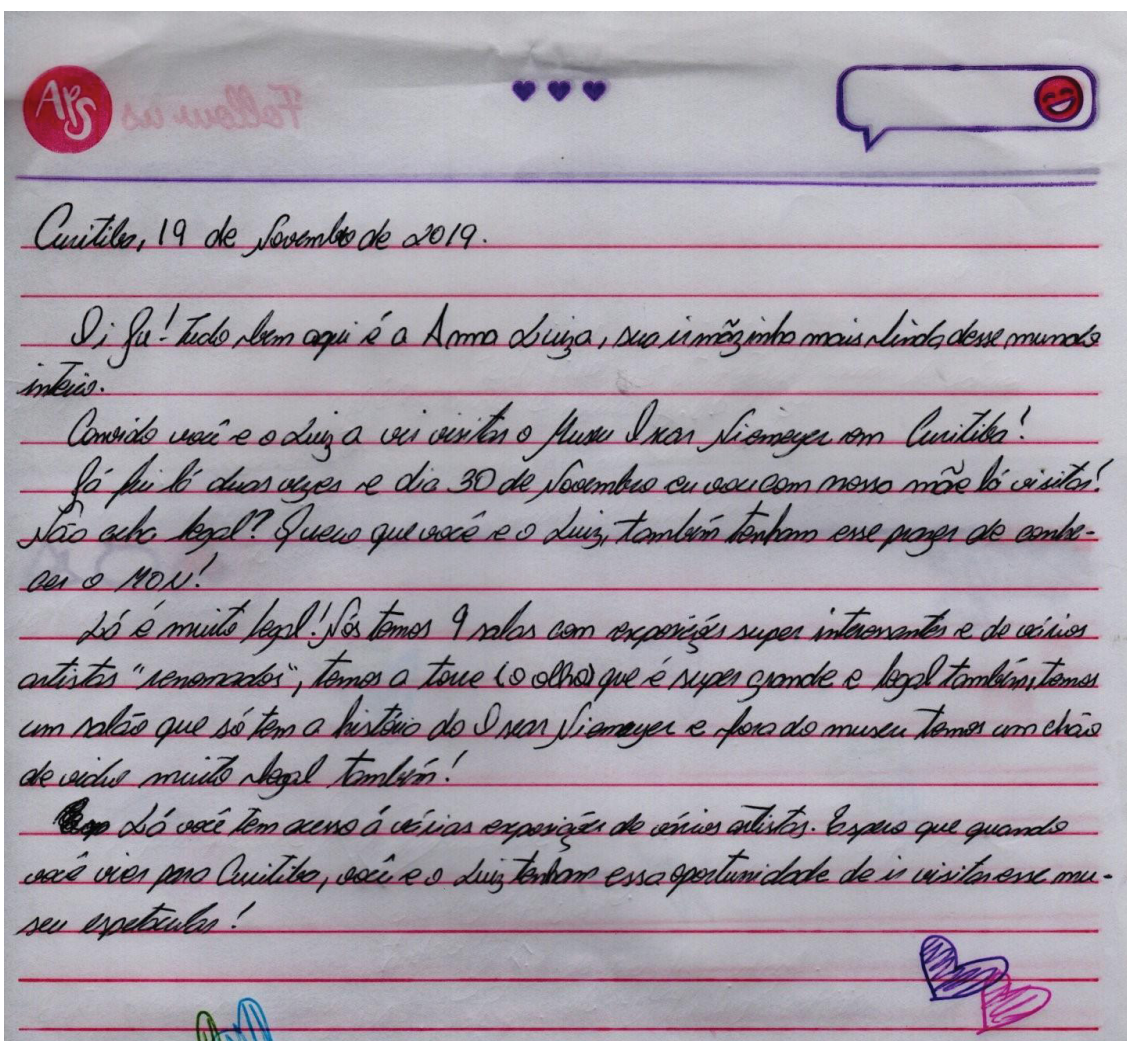 APS
Follow us
Curitiba, 19 de Novembro de 2019.
Oi Ju! Tudo bem aqui é a Anna Luiza, sua irmãzinha mais linda desse mundo
inteiro.
Convido você e o Luiz a vir visitar o Museu Oscar Niemeyer em Curitiba!
Já fui lá duas vezes e dia 30 de Novembro eu vou com nossa mãe lá visitar!
Não acha legal? Quero que você e o Luiz, também tenham esse prazer de conhe-
cer o MON!
Lá é muito legal! Nós temos 9 salas com exposições super interessantes e de vários
artistas "renomados", temos a torre (o olho) que é super grande e legal também, temos
um salão que só tem a história do Oscar Niemeyer e fora do museu temos um chão
de vidro muito legal também!
Lá você tem acesso á várias exposições de vários artistas. Espero que quando
você vier para Curitiba, você e o Luiz tenham essa oportunidade de ir visitar esse mu-
seu espetacular!